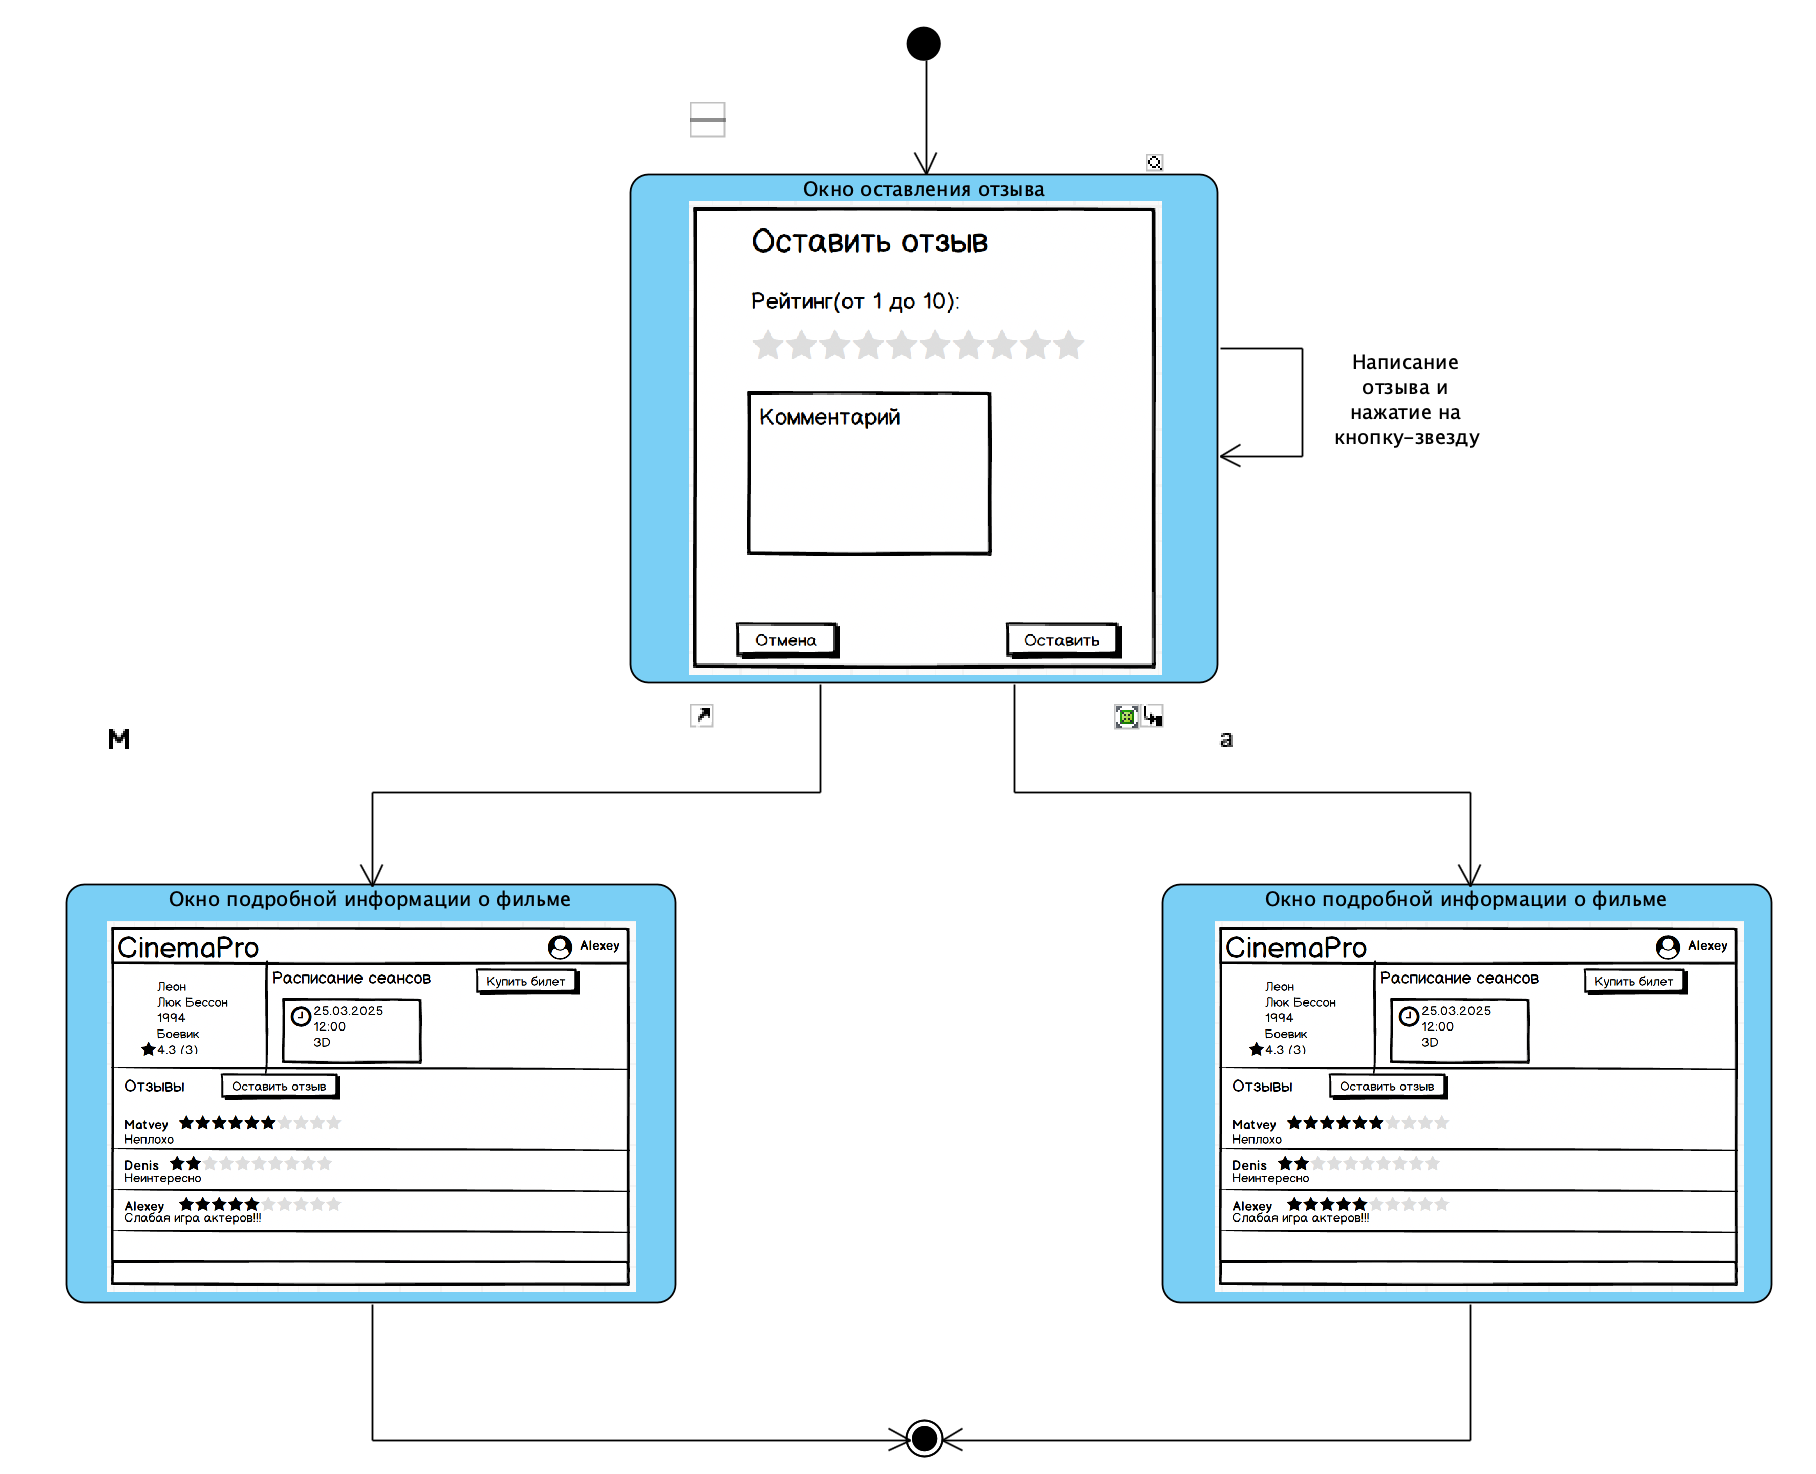 Окно оставления отзыва
Оставить отзыв
Рейтинг(от 1 до 10):
Комментарий
Отмена
Оставить
Написание
отзыва и
нажатие на
кнопку-звезду
М
а
Окно подробной информации о фильме
CinemaPro
Alexey
Леон
Люк Бессон
1994
Боевик
4.3 (3)
Расписание сеансов
Купить билет
25.03.2025
12:00
3D
Отзывы
Оставить отзыв
Matvey
Неплохо
Denis
Неинтересно
Alexey
Слабая игра актеров!!!
Окно подробной информации о фильме
CinemaPro
Alexey
Леон
Люк Бессон
1994
Боевик
4.3 (3)
Расписание сеансов
Купить билет
25.03.2025
12:00
3D
Отзывы
Оставить отзыв
Matvey
Неплохо
Denis
Неинтересно
Alexey
Слабая игра актеров!!!